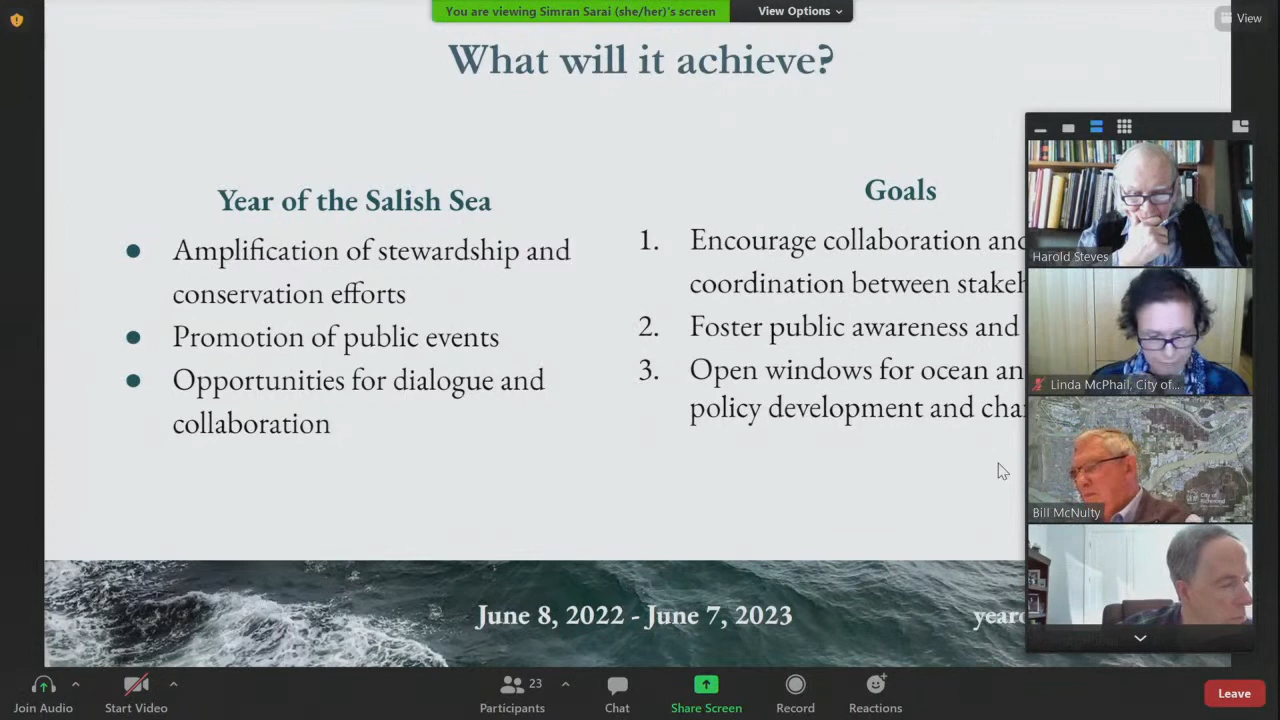 You are viewing Simran Sarai (she/her)'s screen
View Options
View
What will it achieve?
Year of the Salish Sea
Amplification of stewardship and
conservation efforts
Promotion of public events
Opportunities for dialogue and
collaboration
Goals
1. Encourage collaboration and
coordination between stakeh
2. Foster public awareness and
3. Open windows for ocean an
policy development and cha
June 8, 2022 - June 7, 2023
Harold Steves
Linda McPhail, City of...
Bill McNulty
City of
Richmond
Join Audio
Start Video
23
Participants
Chat
Share Screen
Record
Reactions
Leave